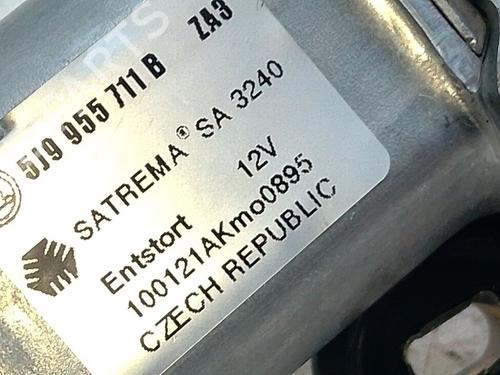 5J9 955 711 B ZA3
SATREMA® SA 3240
Entstort 12V
100121AKmo0895
CZECH REPUBLIC